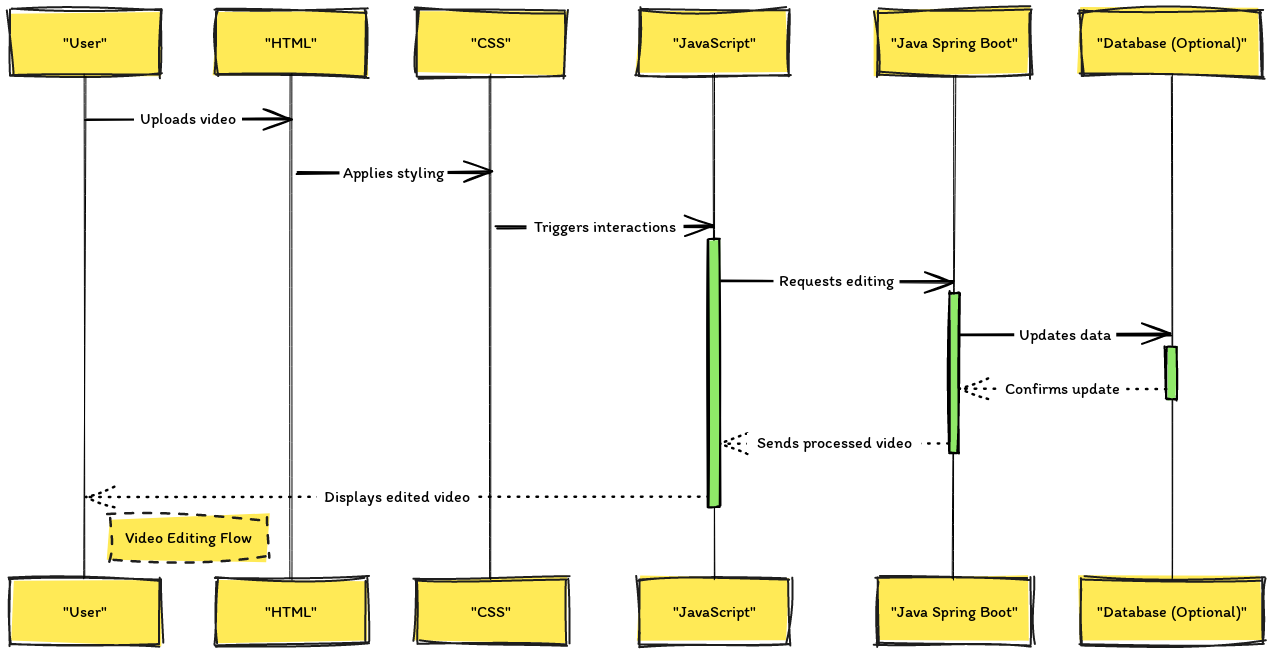 "User"
"HTML"
"CSS"
"JavaScript"
"Java Spring Boot"
"Database (Optional)"
Uploads video
Applies styling
Triggers interactions
Requests editing
Updates data
Confirms update
Sends processed video
Displays edited video
Video Editing Flow
"User"
"HTML"
"CSS"
"JavaScript"
"Java Spring Boot"
"Database (Optional)"